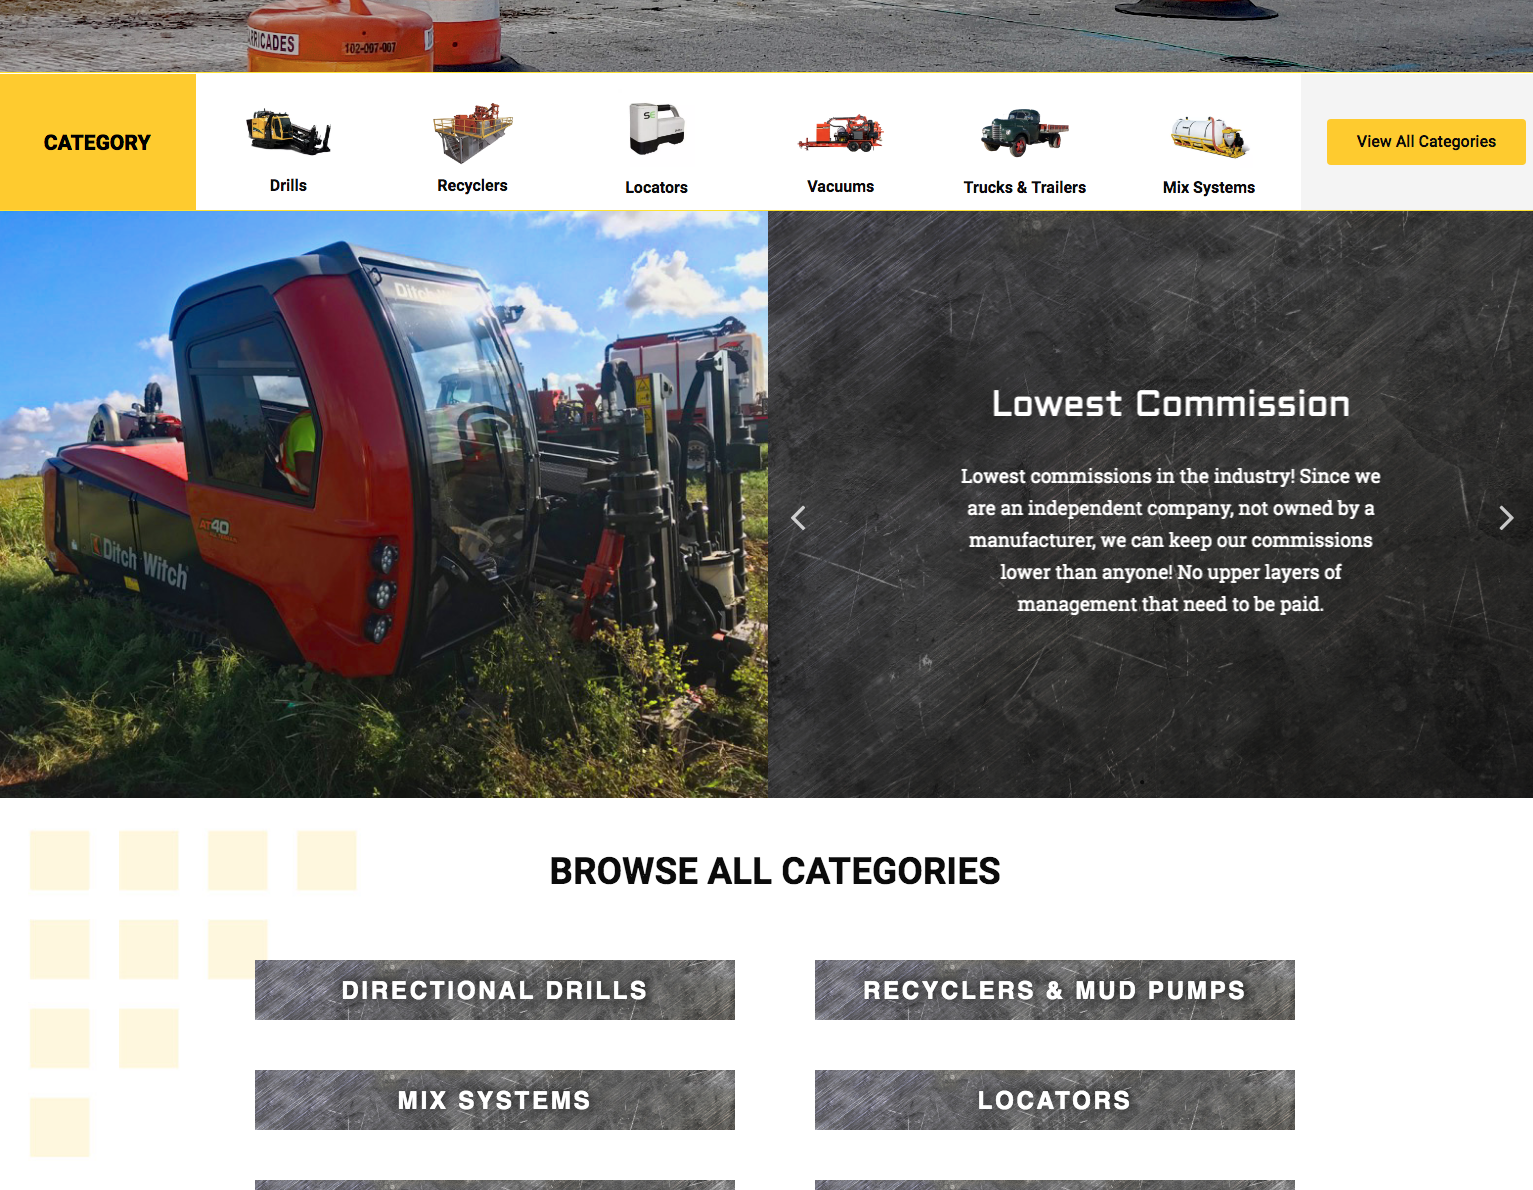 RRICADES
102-007-007
CATEGORY
Drills
Recyclers
Locators
Vacuums
Trucks & Trailers
Mix Systems
View All Categories
Ditch Witch
AT40
Ditch Witch
Lowest Commission
Lowest commissions in the industry! Since we
are an independent company, not owned by a
manufacturer, we can keep our commissions
lower than anyone! No upper layers of
management that need to be paid.
BROWSE ALL CATEGORIES
DIRECTIONAL DRILLS
RECYCLERS & MUD PUMPS
MIX SYSTEMS
LOCATORS